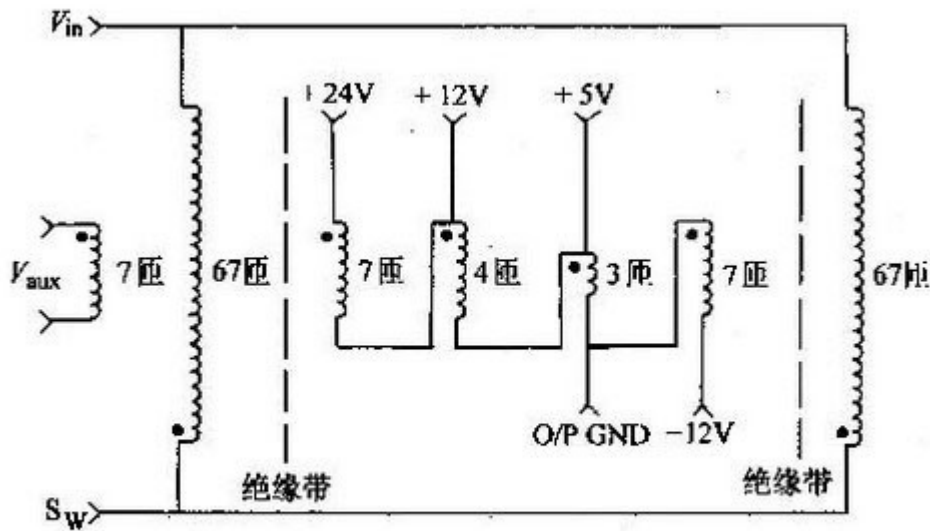 Vin
+24V +12V +5V
Vaux 7匝 67匝 7匝 4匝 3匝 7匝 67匝
O/P GND -12V
绝缘带 绝缘带
SW